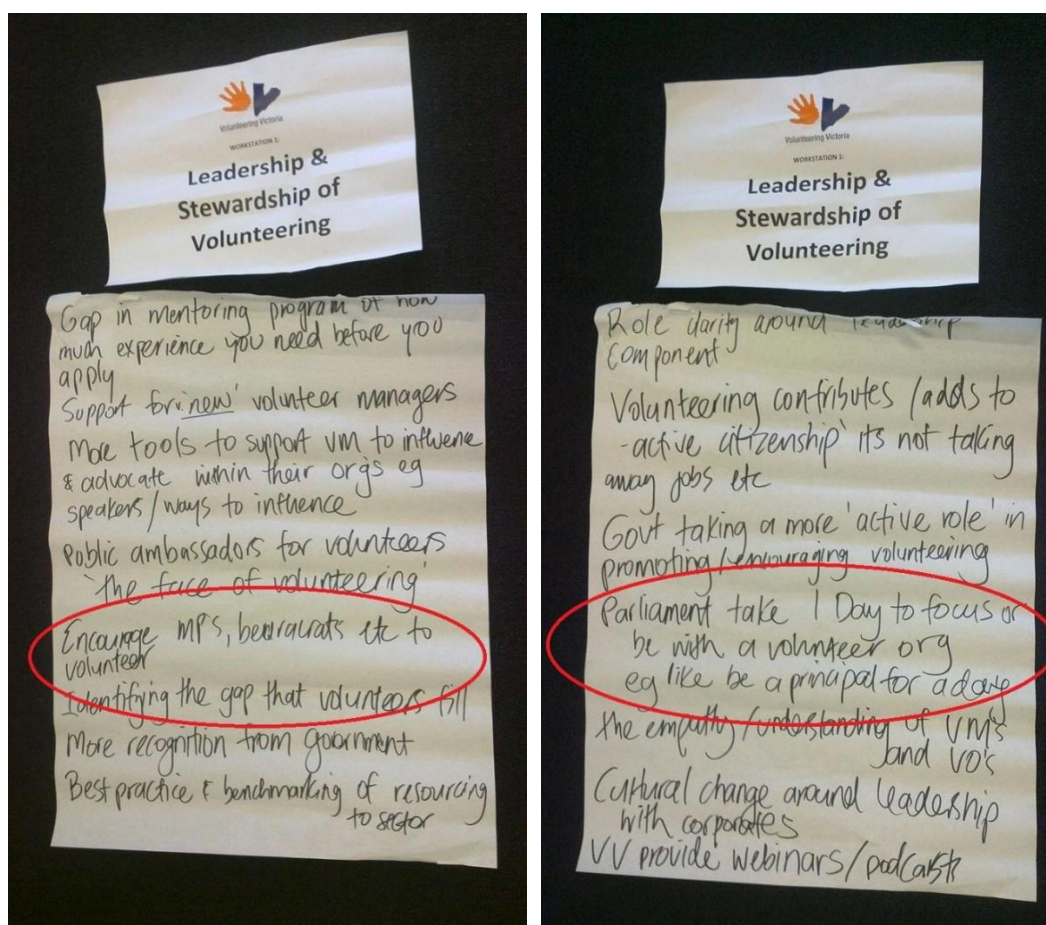 Volunteering Victoria
WORKSTATION 1:
Leadership &
Stewardship of
Volunteering
Gap in mentoring program of how
much experience you need before you
apply
Support for 'new' volunteer managers
More tools to support VM to influence
& advocate within their orgs eg
speakers / ways to influence
Public ambassadors for volunteers
'the face of volunteering'
Encourage MPS, bearacrats etc to
volunteer
Identifying the gap that volunteers fill
More recognition from goornment
Best practice & benchmarking of resourcing
to sector
Volunteering Victoria
WORKSTATION 1:
Leadership &
Stewardship of
Volunteering
Role clarity around leadership
component
Volunteering contributes / adds to
- active citizenship' its not taking
away jobs etc
Govt taking a more 'active role' in
promoting / encouraging volunteering
Parliament take 1 Day to focus or
be with a volunteer org
eg like be a principal for a day
the empathy / understanding of VM's
and VO's
Cultural change around leadership
with corporates
VV provide webinars / podcasts